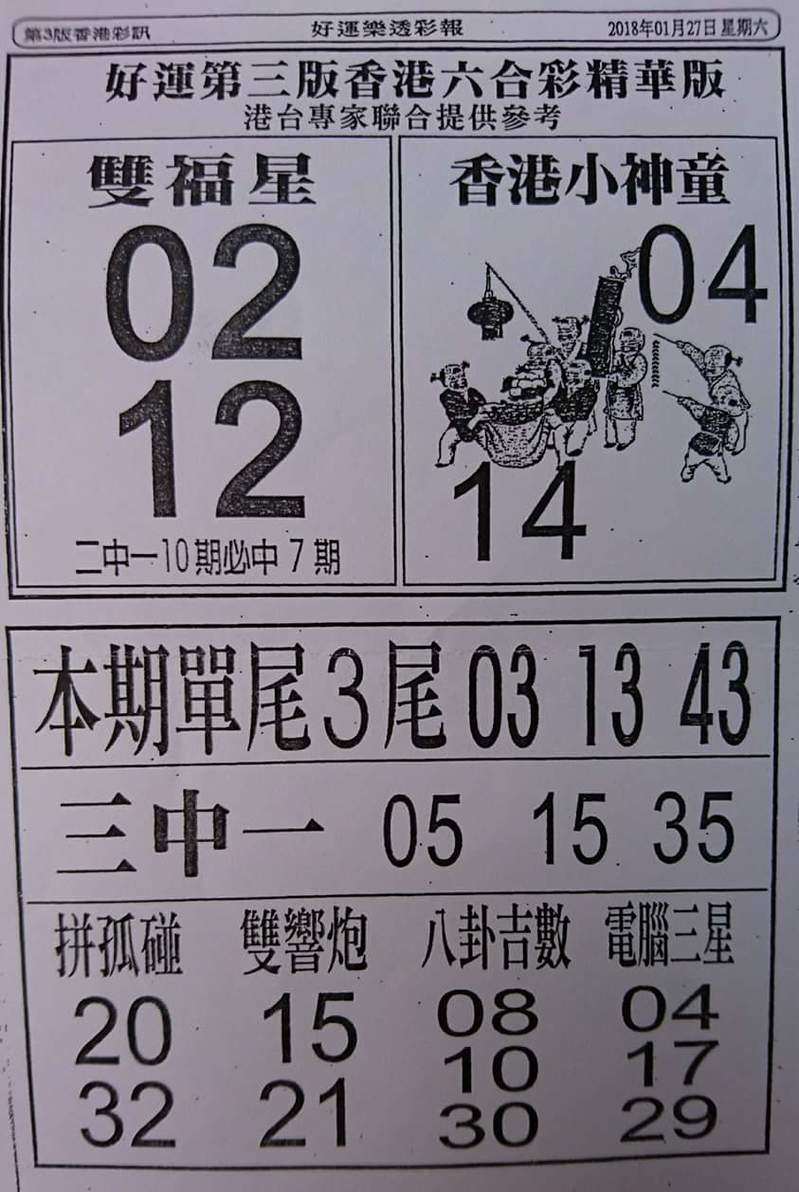 第3版香港彩訊 好運樂透彩報 2018年01月27日 星期六
好運第三版香港六合彩精華版
港台專家聯合提供參考
雙福星
02
12
二中一10期必中7期
香港小神童
04
14
本期單尾3尾 03 13 43
三中一 05 15 35
拼孤碰 雙響炮 八卦吉數 電腦三星
20 15 08 04
10 17
32 21 30 29